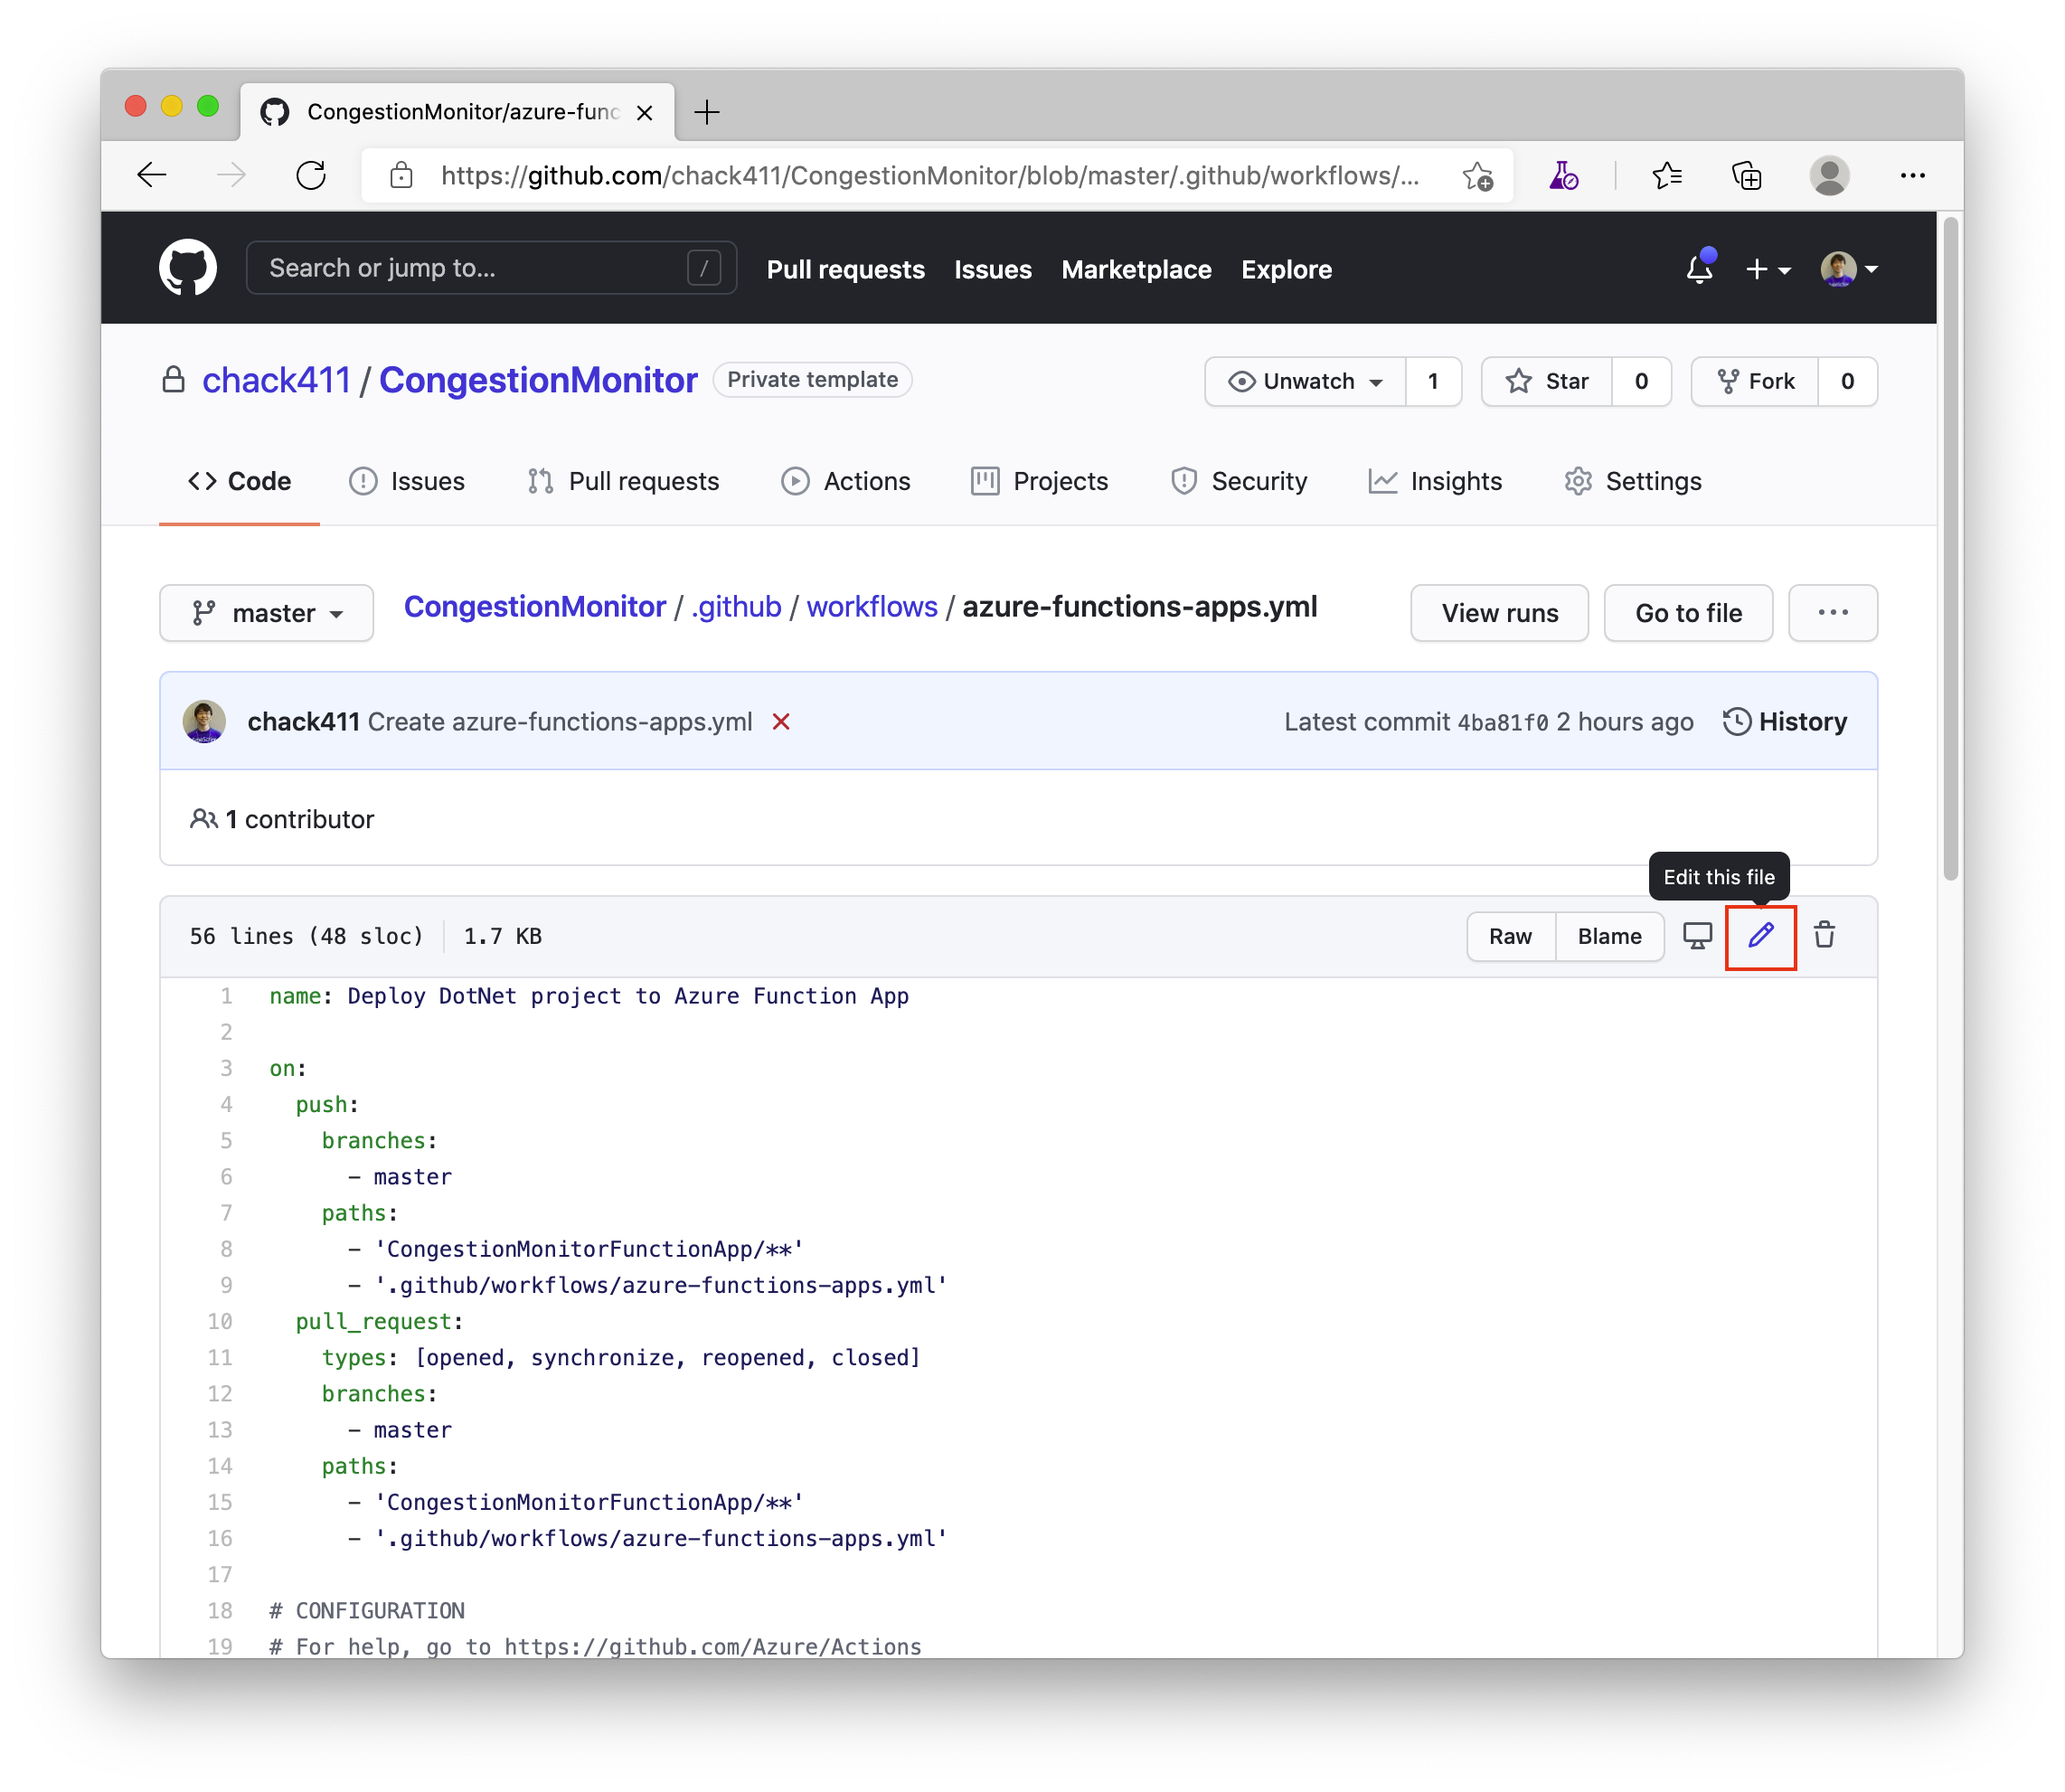 CongestionMonitor/azure-func
https://github.com/chack411/CongestionMonitor/blob/master/.github/workflows/...
Search or jump to... /
Pull requests Issues Marketplace Explore
chack411 / CongestionMonitor Private template
Unwatch 1 Star 0 Fork 0
Code Issues Pull requests Actions Projects Security Insights Settings
master CongestionMonitor / .github / workflows / azure-functions-apps.yml View runs Go to file
chack411 Create azure-functions-apps.yml Latest commit 4ba81f0 2 hours ago History
1 contributor
Edit this file
56 lines (48 sloc) 1.7 KB Raw Blame
1 name: Deploy DotNet project to Azure Function App
2
3 on:
4 push:
5 branches:
6 - master
7 paths:
8 - 'CongestionMonitorFunctionApp/**'
9 - '.github/workflows/azure-functions-apps.yml'
10 pull_request:
11 types: [opened, synchronize, reopened, closed]
12 branches:
13 - master
14 paths:
15 - 'CongestionMonitorFunctionApp/**'
16 - '.github/workflows/azure-functions-apps.yml'
17
18 # CONFIGURATION
19 # For help, go to https://github.com/Azure/Actions